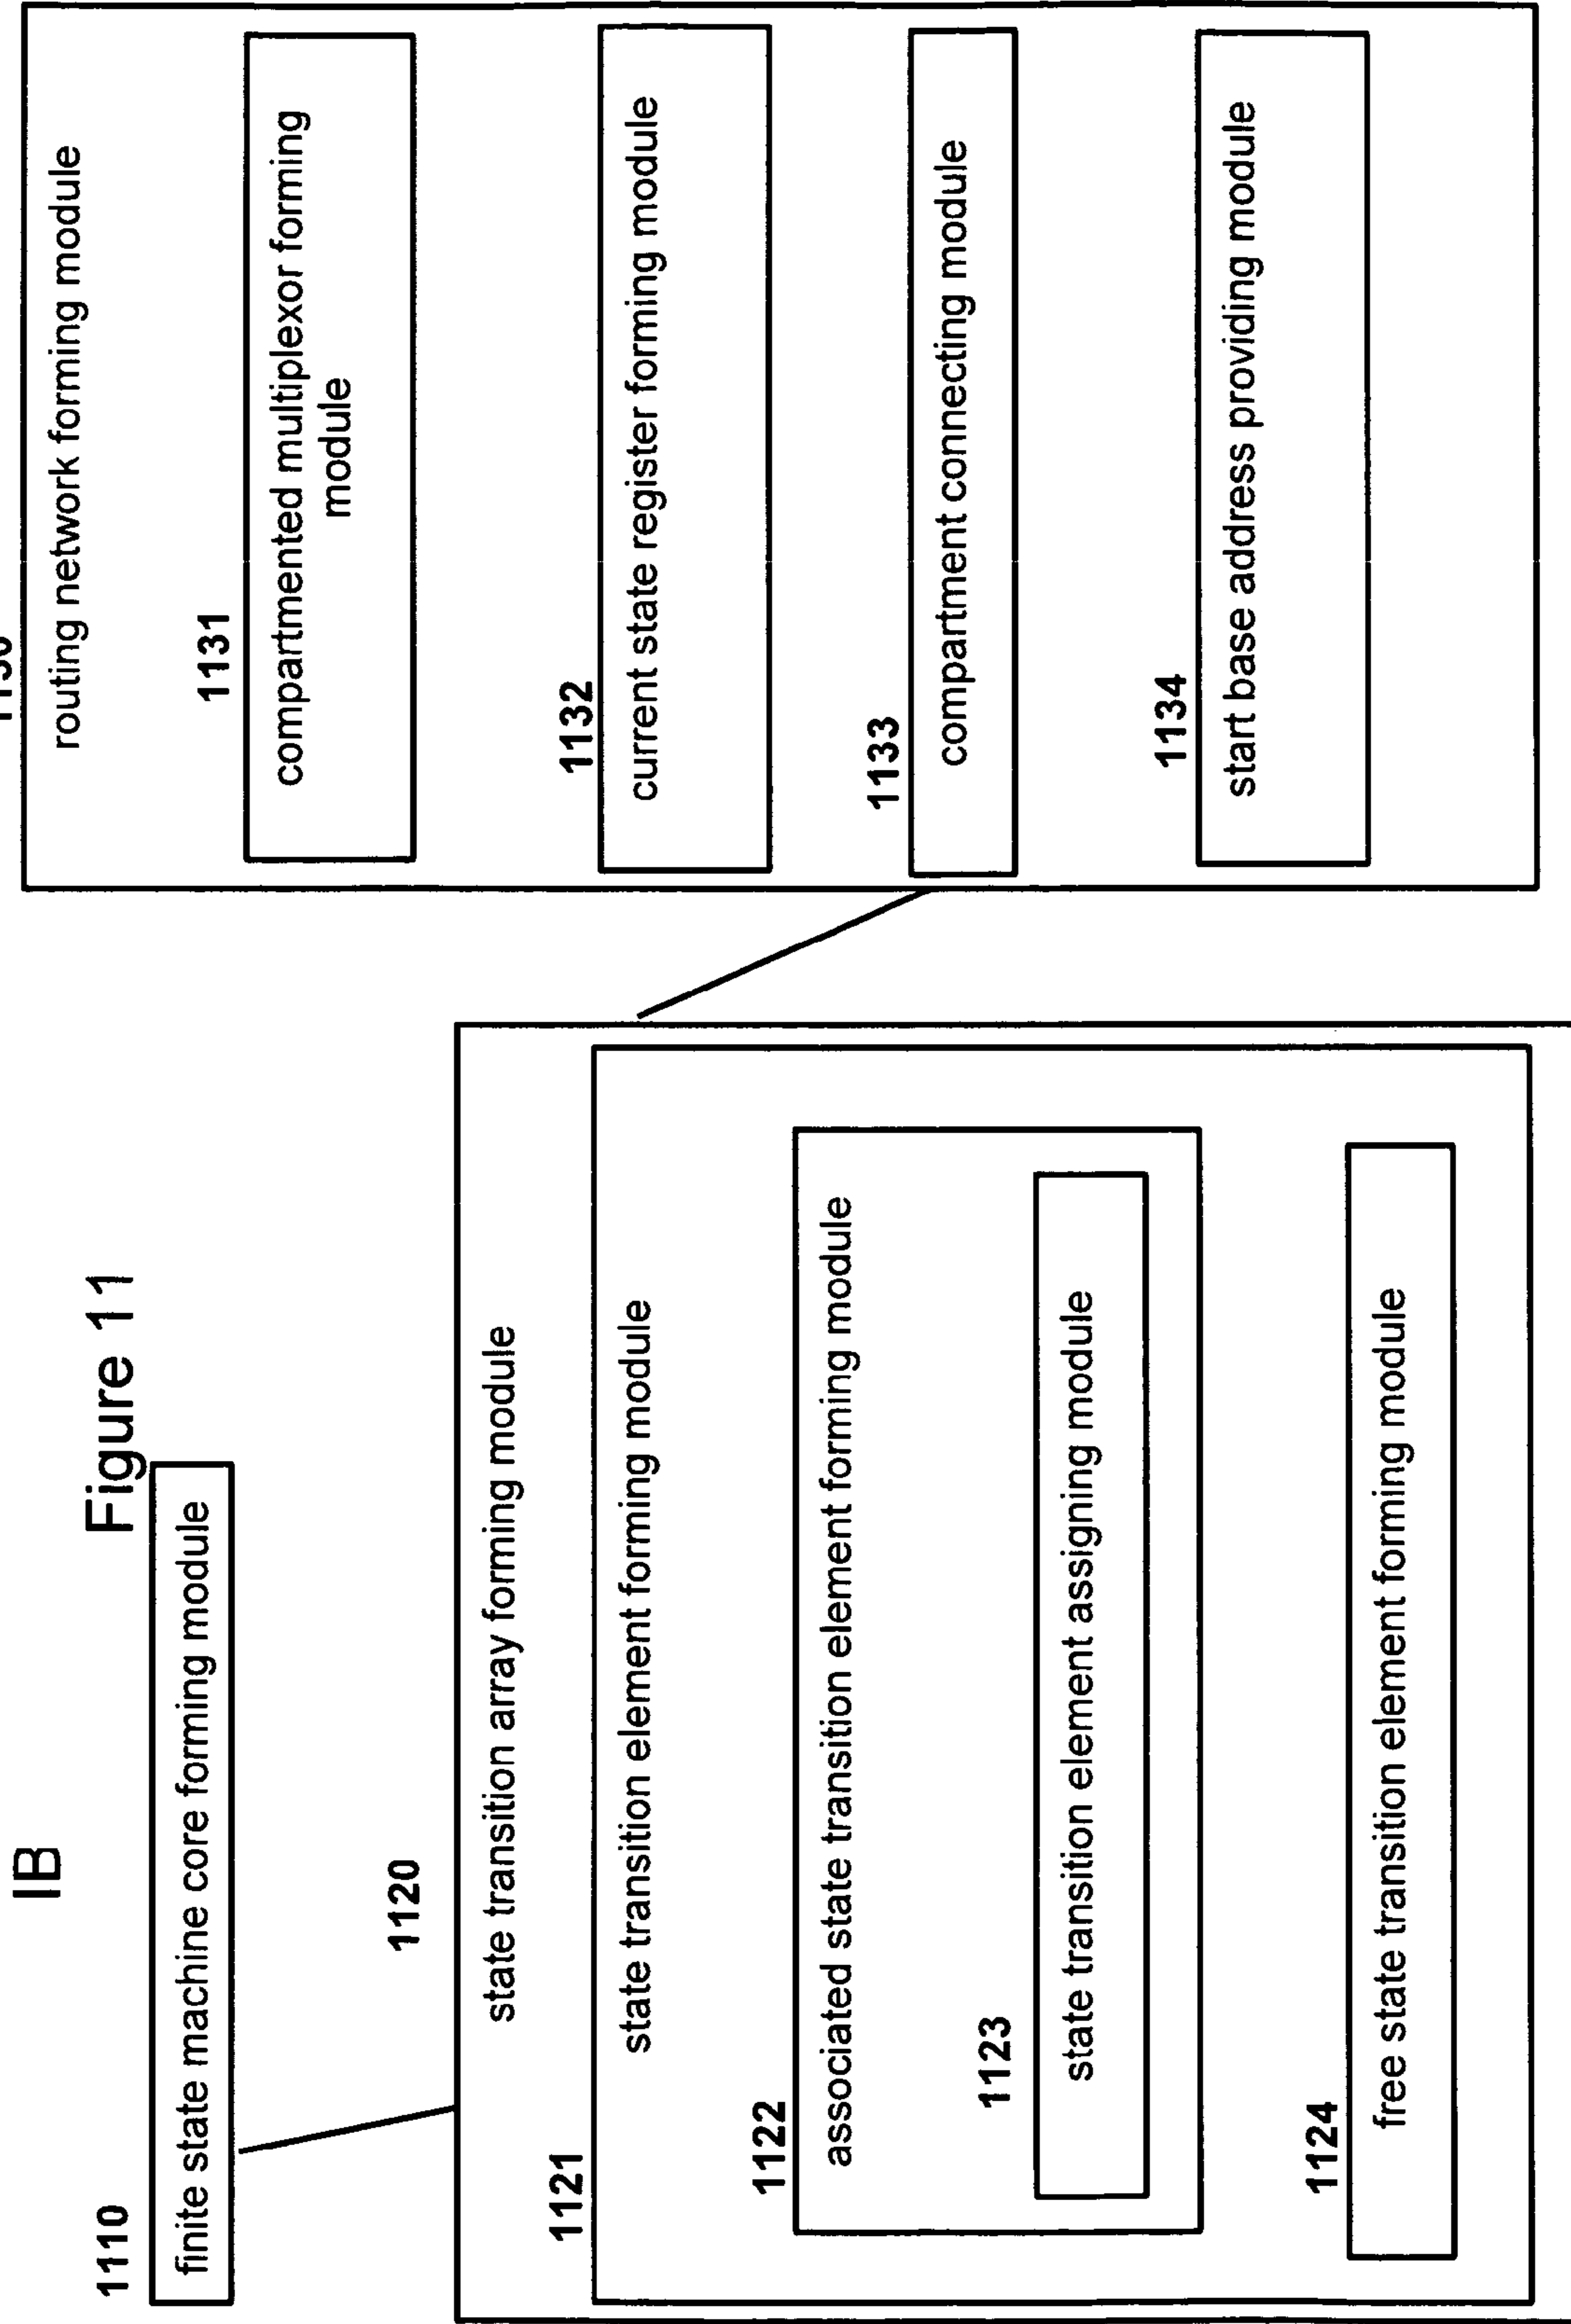 IB
Figure 11
1110
finite state machine core forming module
1120
state transition array forming module
1121
state transition element forming module
1122
associated state transition element forming module
1123
state transition element assigning module
1124
free state transition element forming module
routing network forming module
1131
compartmented multiplexor forming
module
1132
current state register forming module
1133
compartment connecting module
1134
start base address providing module